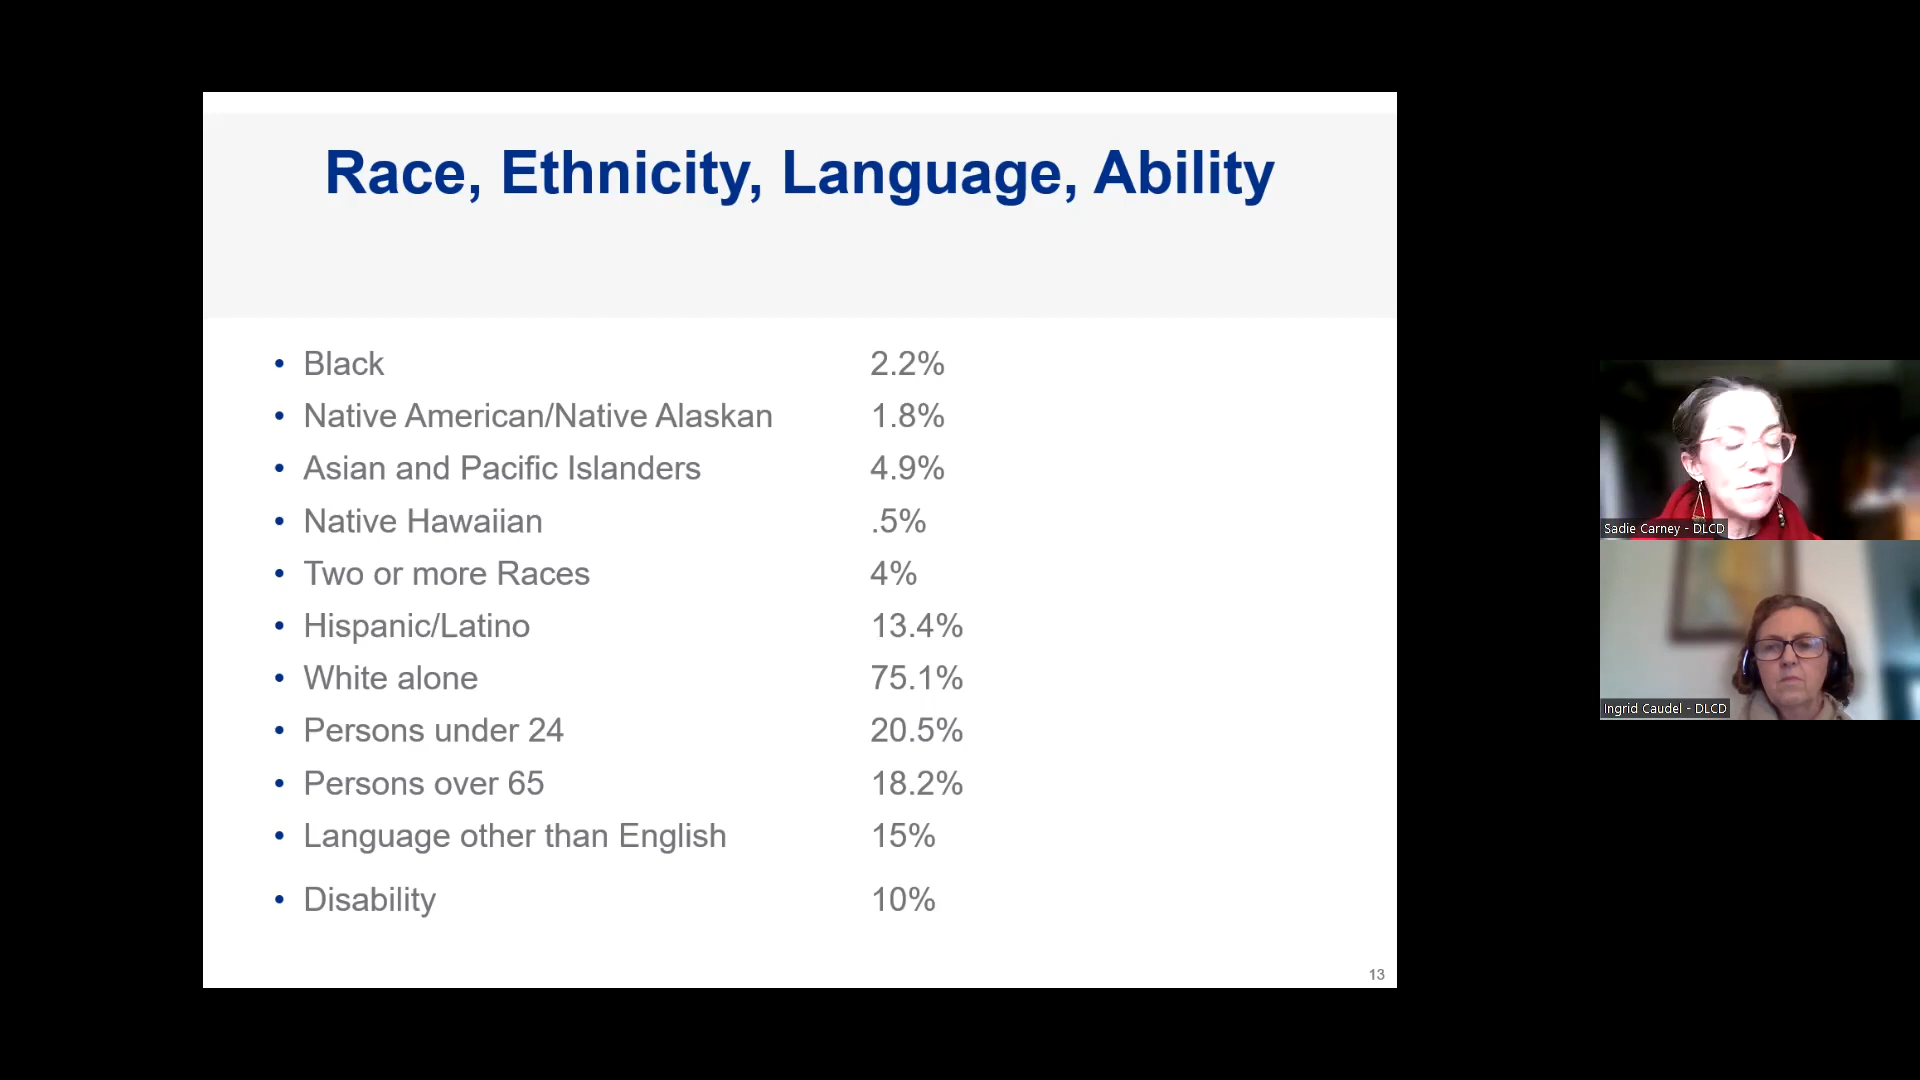 Race, Ethnicity, Language, Ability
• Black 2.2%
• Native American/Native Alaskan 1.8%
• Asian and Pacific Islanders 4.9%
• Native Hawaiian .5%
• Two or more Races 4%
• Hispanic/Latino 13.4%
• White alone 75.1%
• Persons under 24 20.5%
• Persons over 65 18.2%
• Language other than English 15%
• Disability 10%
13
Sadie Carney - DLCD
Ingrid Caudel - DLCD